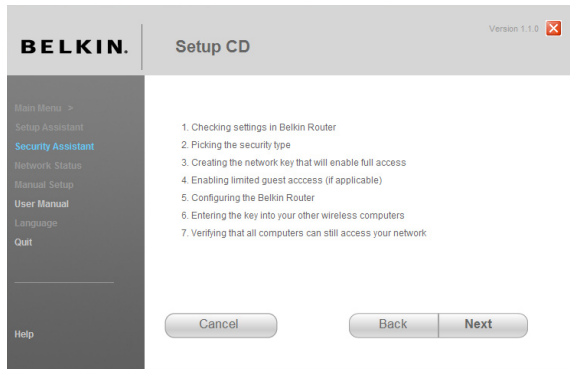 BELKIN.
Setup CD
Version 1.1.0
Main Menu >
Setup Assistant
Security Assistant
Network Status
Manual Setup
User Manual
Language
Quit
Help
1. Checking settings in Belkin Router
2. Picking the security type
3. Creating the network key that will enable full access
4. Enabling limited guest acccess (if applicable)
5. Configuring the Belkin Router
6. Entering the key into your other wireless computers
7. Verifying that all computers can still access your network
Cancel
Back
Next